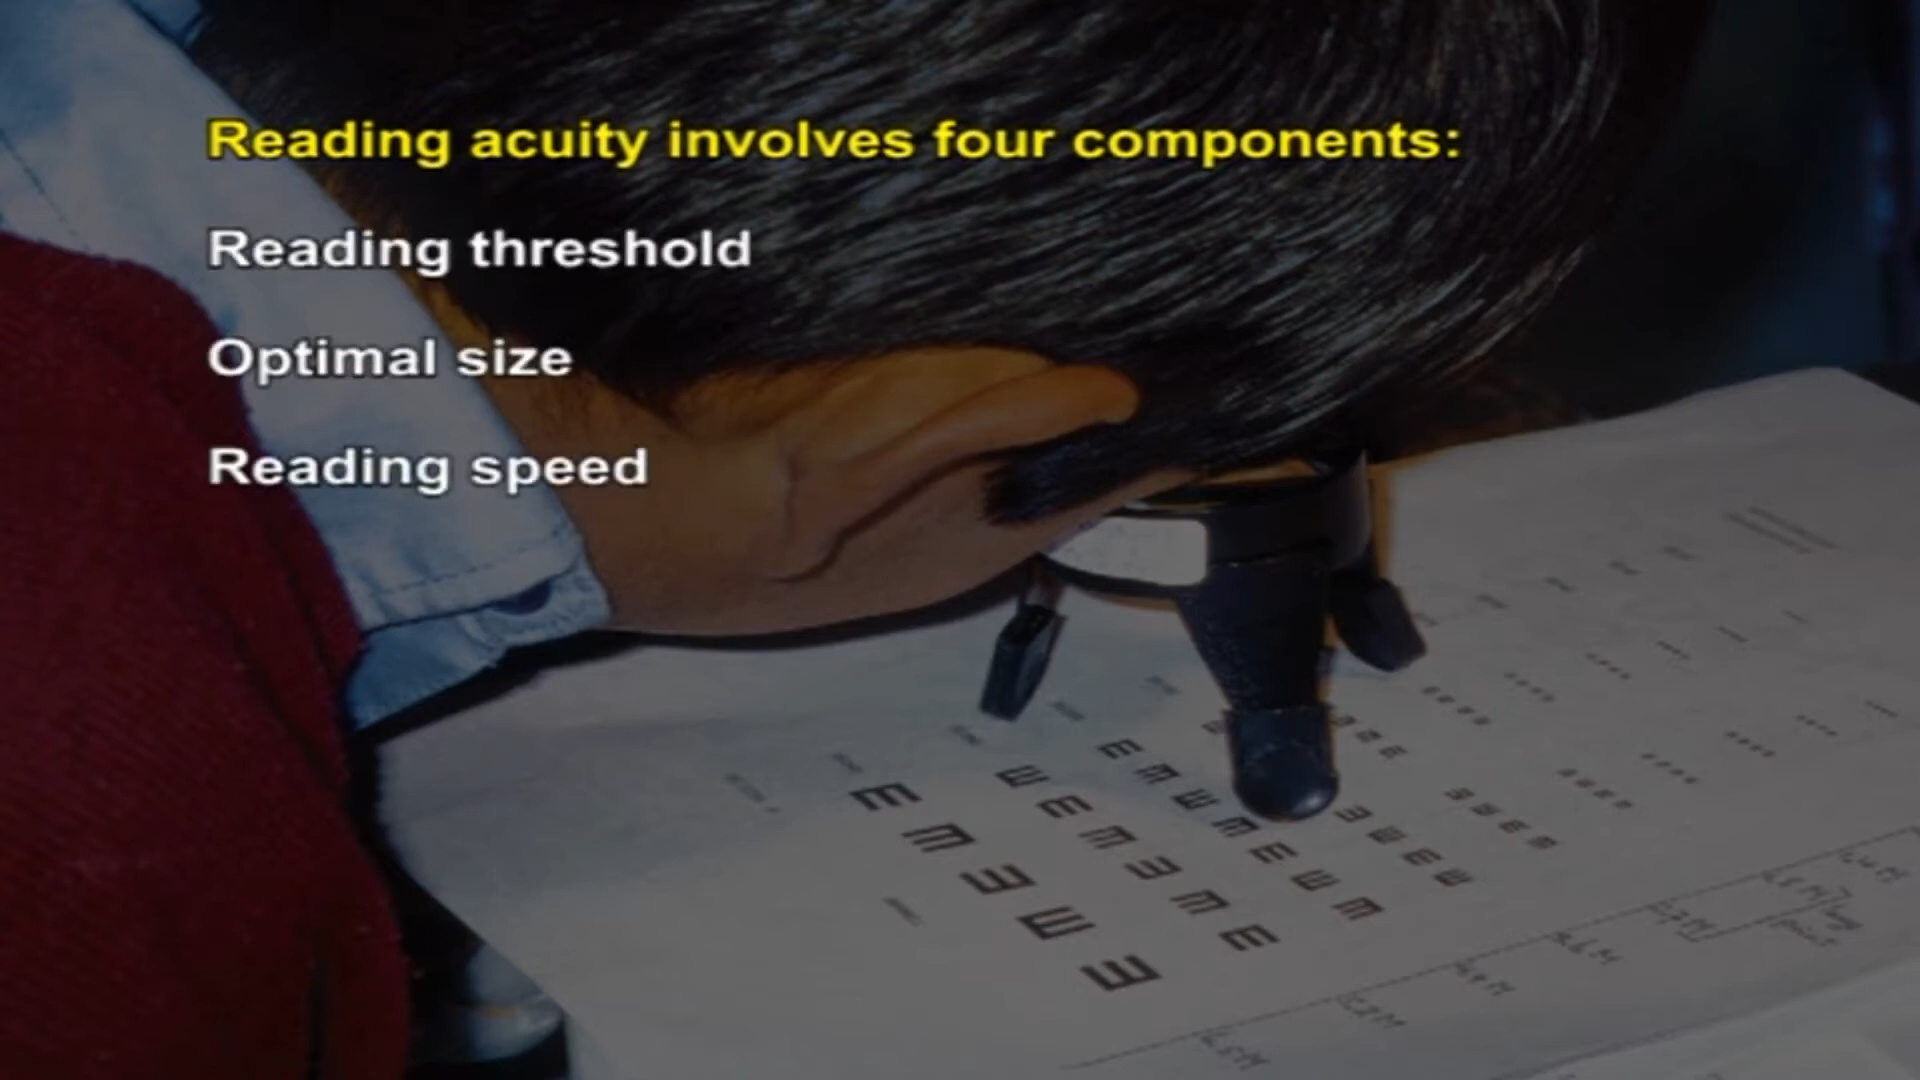 Reading acuity involves four components:
Reading threshold
Optimal size
Reading speed